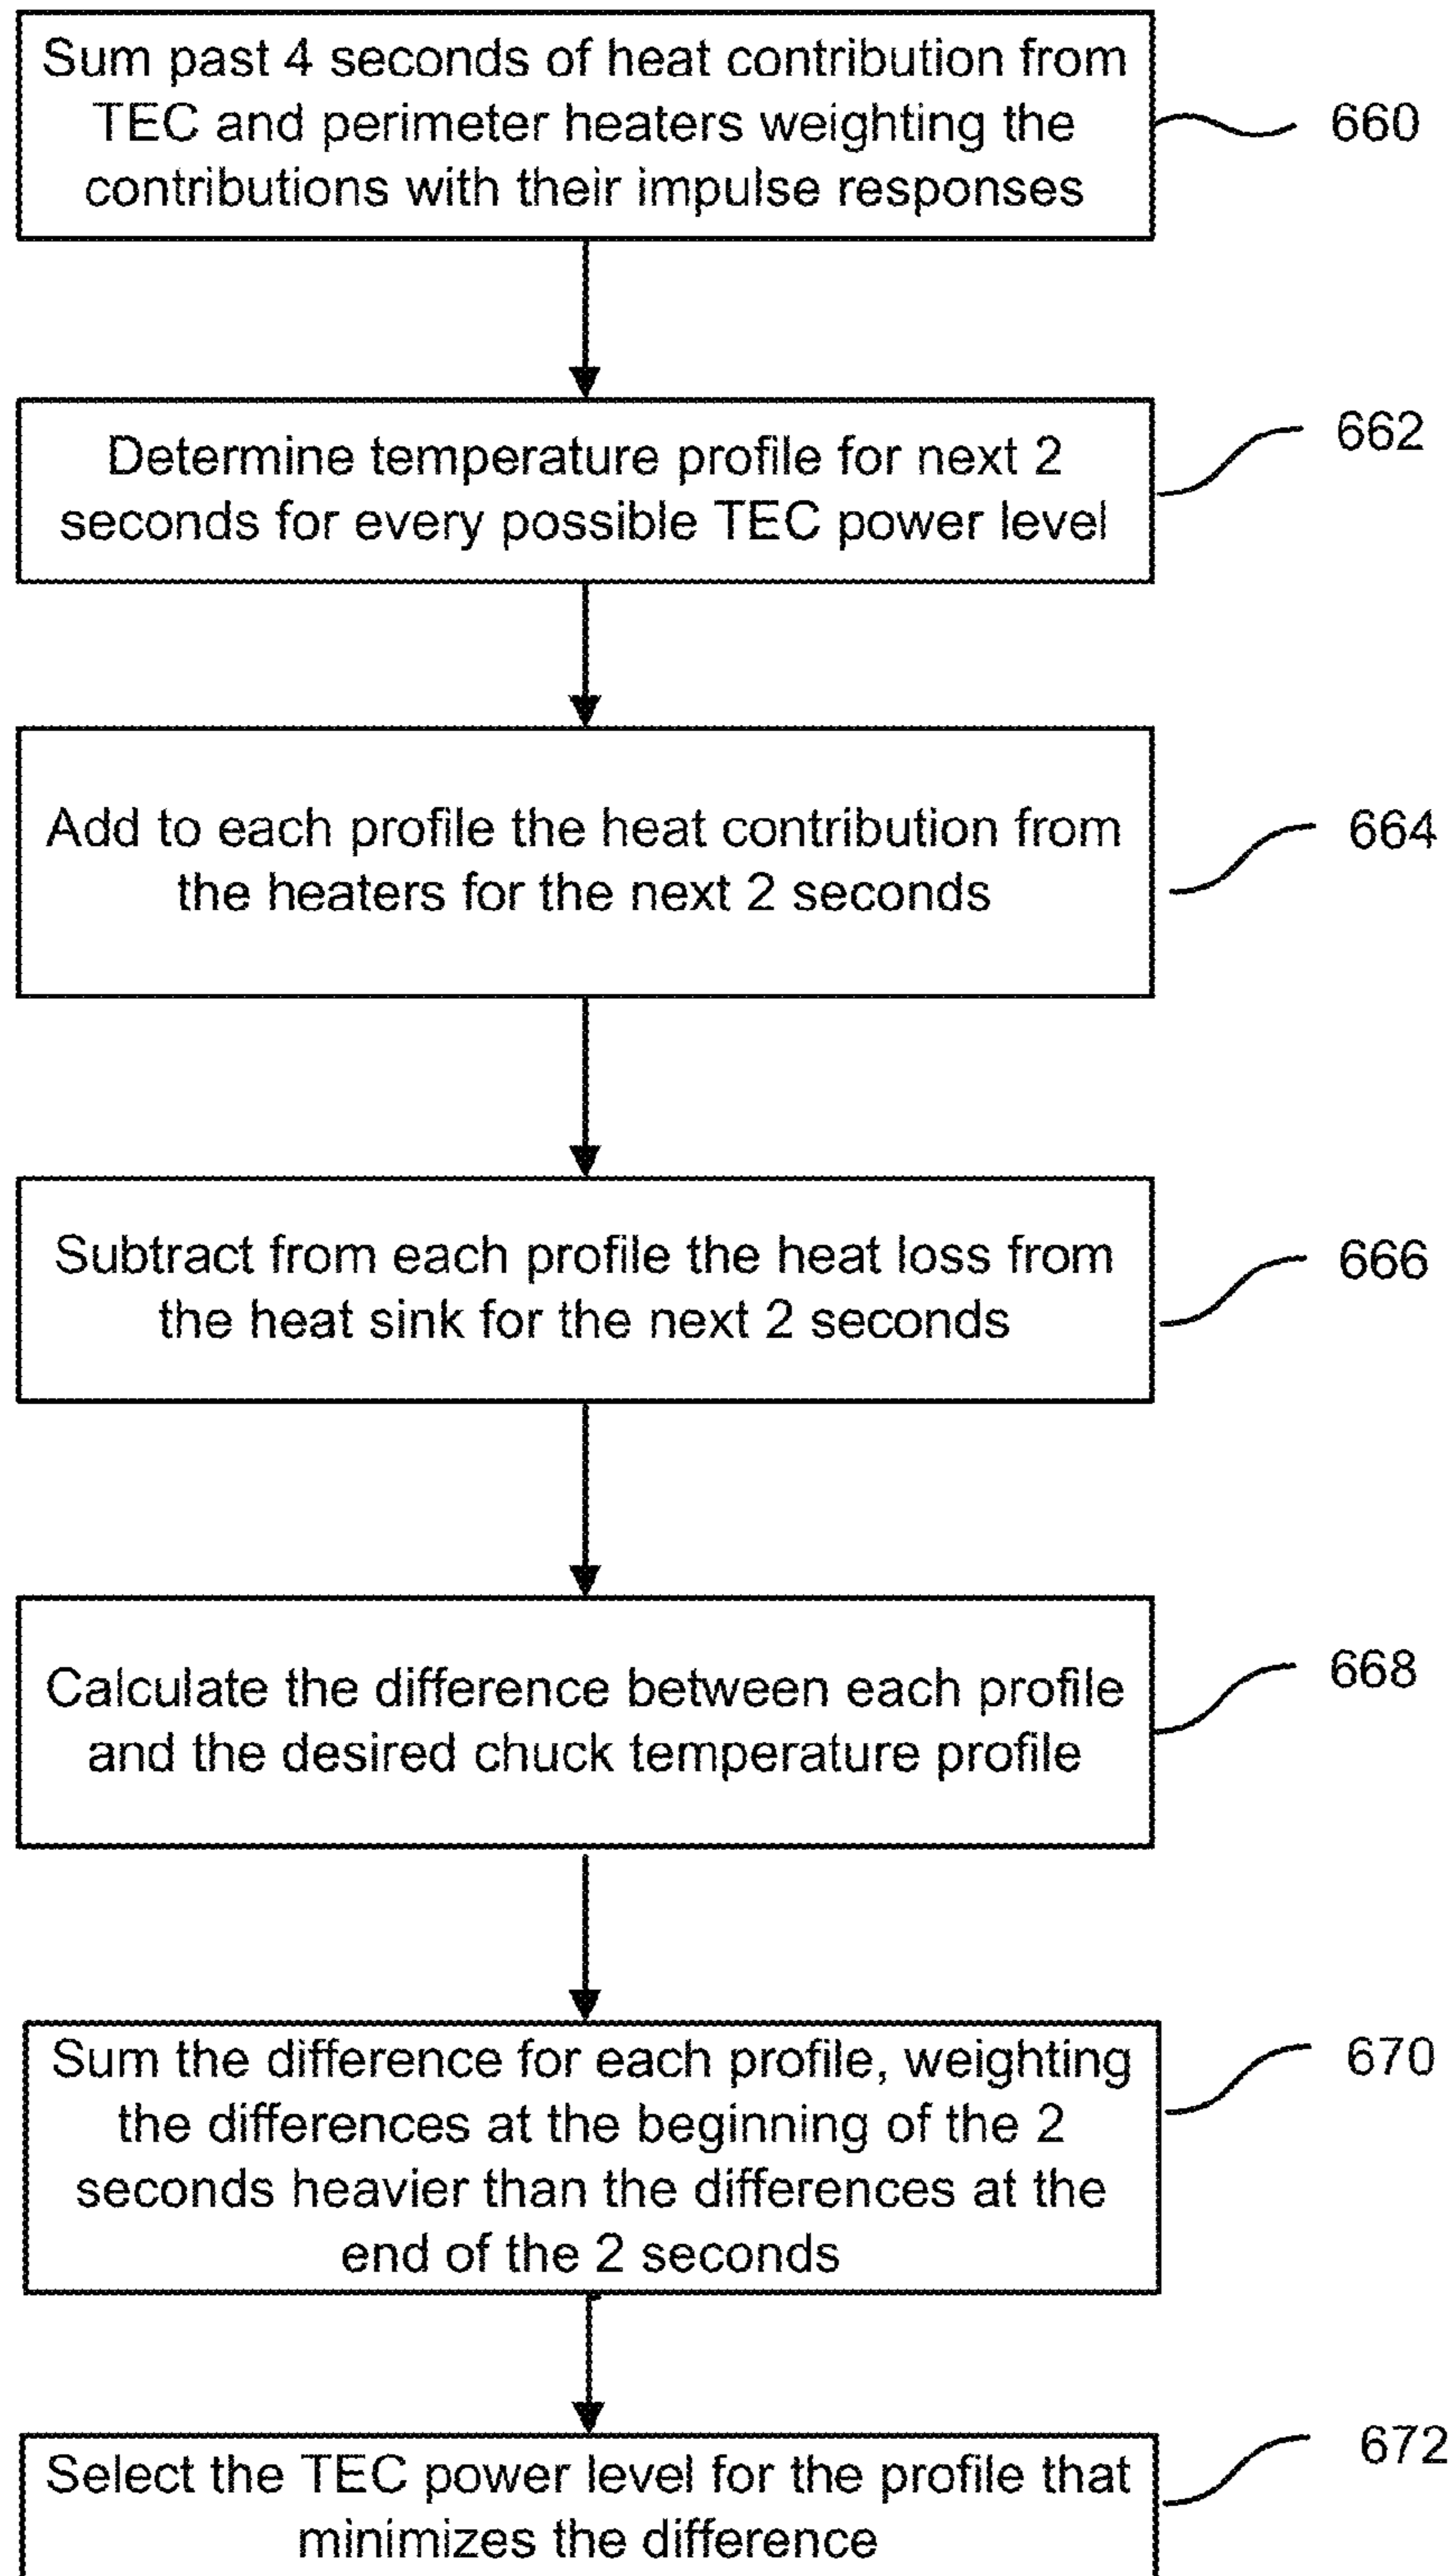 Sum past 4 seconds of heat contribution from
TEC and perimeter heaters weighting the
contributions with their impulse responses
660
Determine temperature profile for next 2
seconds for every possible TEC power level
662
Add to each profile the heat contribution from
the heaters for the next 2 seconds
664
Subtract from each profile the heat loss from
the heat sink for the next 2 seconds
666
Calculate the difference between each profile
and the desired chuck temperature profile
668
Sum the difference for each profile, weighting
the differences at the beginning of the 2
seconds heavier than the differences at the
end of the 2 seconds
670
Select the TEC power level for the profile that
minimizes the difference
672